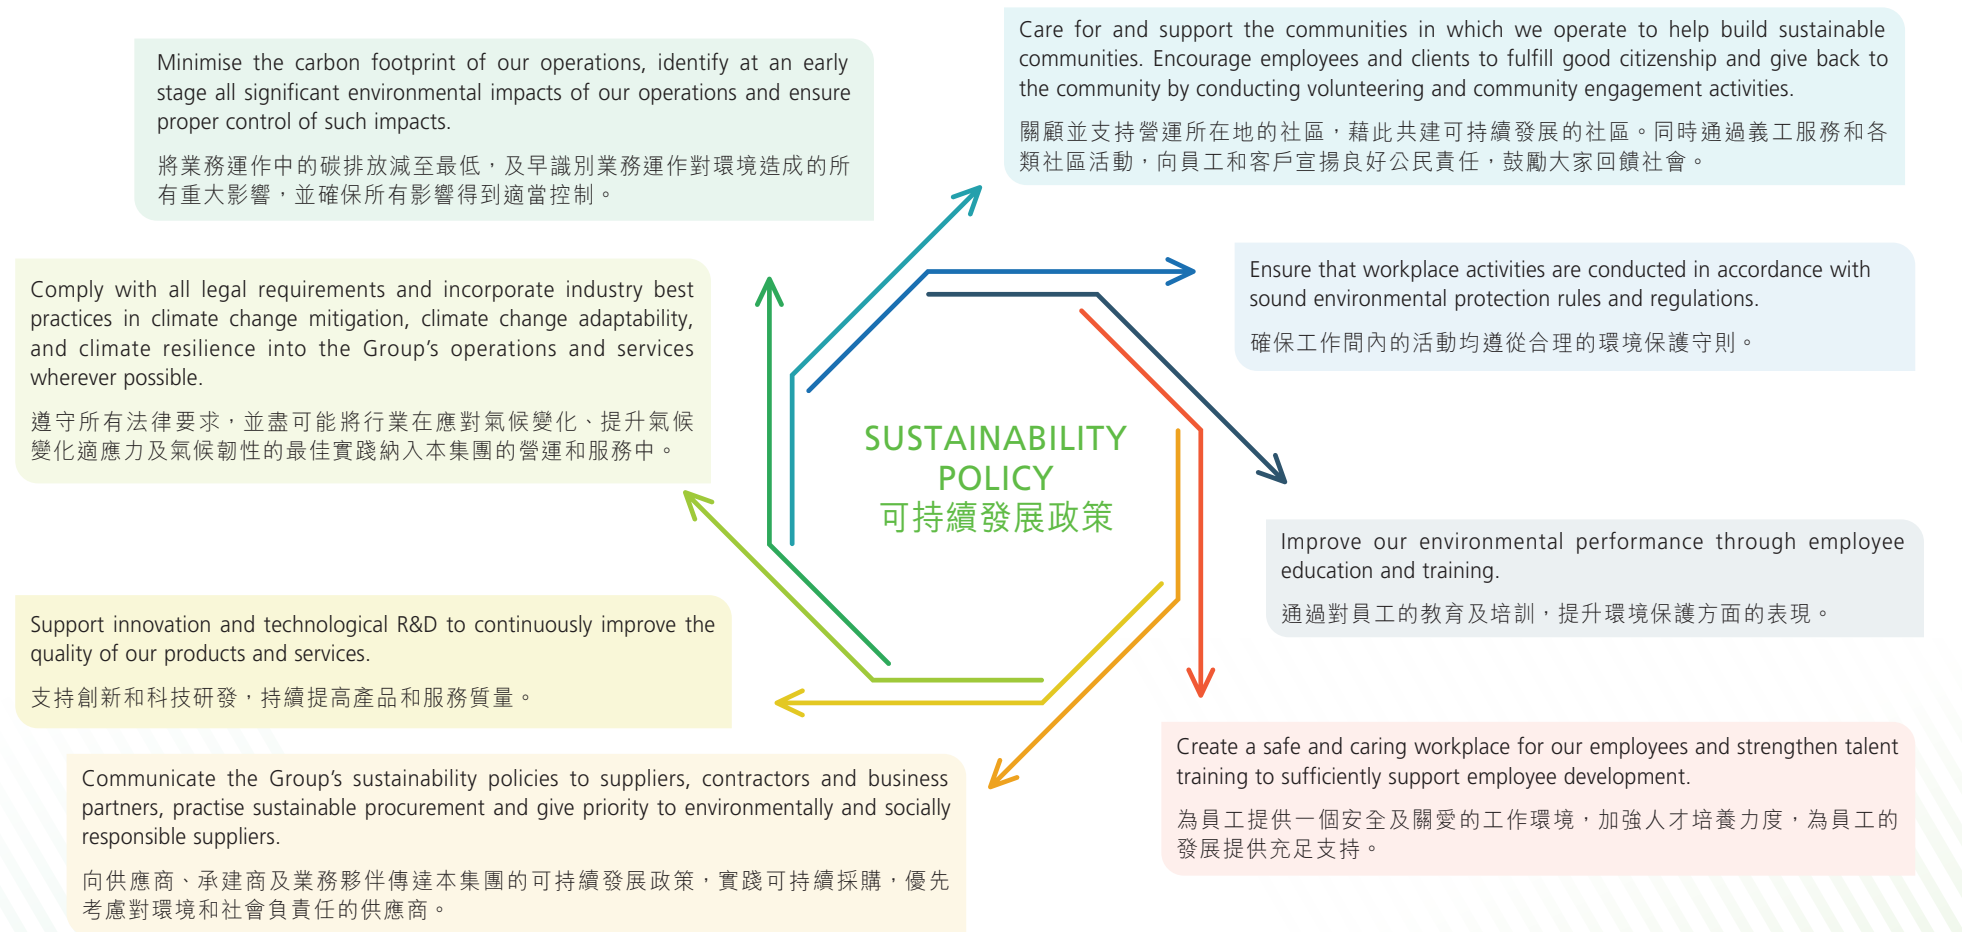 Minimise the carbon footprint of our operations, identify at an early
stage all significant environmental impacts of our operations and ensure
proper control of such impacts.
將業務運作中的碳排放減至最低，及早識別業務運作對環境造成的所
有重大影響，並確保所有影響得到適當控制。
Care for and support the communities in which we operate to help build sustainable
communities. Encourage employees and clients to fulfill good citizenship and give back to
the community by conducting volunteering and community engagement activities.
關顧並支持營運所在地的社區，藉此共建可持續發展的社區。同時通過義工服務和各
類社區活動，向員工和客戶宣揚良好公民責任，鼓勵大家回饋社會。
Comply with all legal requirements and incorporate industry best
practices in climate change mitigation, climate change adaptability,
and climate resilience into the Group's operations and services
wherever possible.
遵守所有法律要求，並盡可能將行業在應對氣候變化、提升氣候
變化適應力及氣候韌性的最佳實踐納入本集團的營運和服務中。
Ensure that workplace activities are conducted in accordance with
sound environmental protection rules and regulations.
確保工作間內的活動均遵從合理的環境保護守則。
SUSTAINABILITY
POLICY
可持續發展政策
Improve our environmental performance through employee
education and training.
通過對員工的教育及培訓，提升環境保護方面的表現。
Support innovation and technological R&D to continuously improve the
quality of our products and services.
支持創新和科技研發，持續提高產品和服務質量。
Create a safe and caring workplace for our employees and strengthen talent
training to sufficiently support employee development.
為員工提供一個安全及關愛的工作環境，加強人才培養力度，為員工的
發展提供充足支持。
Communicate the Group's sustainability policies to suppliers, contractors and business
partners, practise sustainable procurement and give priority to environmentally and socially
responsible suppliers.
向供應商、承建商及業務夥伴傳達本集團的可持續發展政策，實踐可持續採購，優先
考慮對環境和社會負責任的供應商。